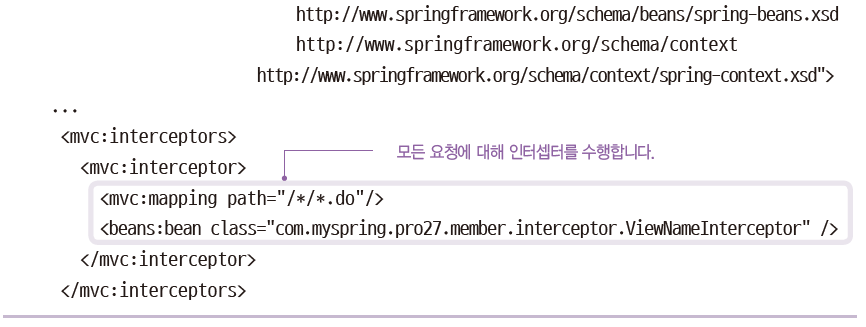 http://www.springframework.org/schema/beans/spring-beans.xsd
http://www.springframework.org/schema/context
http://www.springframework.org/schema/context/spring-context.xsd">
...
<mvc:interceptors>
모든 요청에 대해 인터셉터를 수행합니다.
<mvc:interceptor>
<mvc:mapping path="/*/*.do"/>
<beans:bean class="com.myspring.pro27.member.interceptor.ViewNameInterceptor" />
</mvc:interceptor>
</mvc:interceptors>